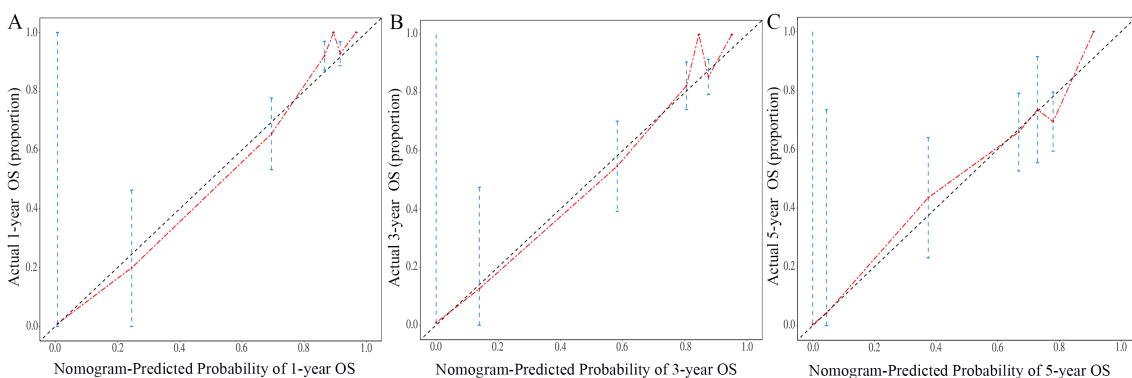 A
B
C
Actual 1-year OS (proportion)
1.0
0.8
0.6
0.4
0.2
0.0
0.0 0.2 0.4 0.6 0.8 1.0
Nomogram-Predicted Probability of 1-year OS
Actual 3-year OS (proportion)
1.0
0.8
0.6
0.4
0.2
0.0
0.0 0.2 0.4 0.6 0.8 1.0
Nomogram-Predicted Probability of 3-year OS
Actual 5-year OS (proportion)
1.0
0.8
0.6
0.4
0.2
0.0
0.0 0.2 0.4 0.6 0.8 1.0
Nomogram-Predicted Probability of 5-year OS